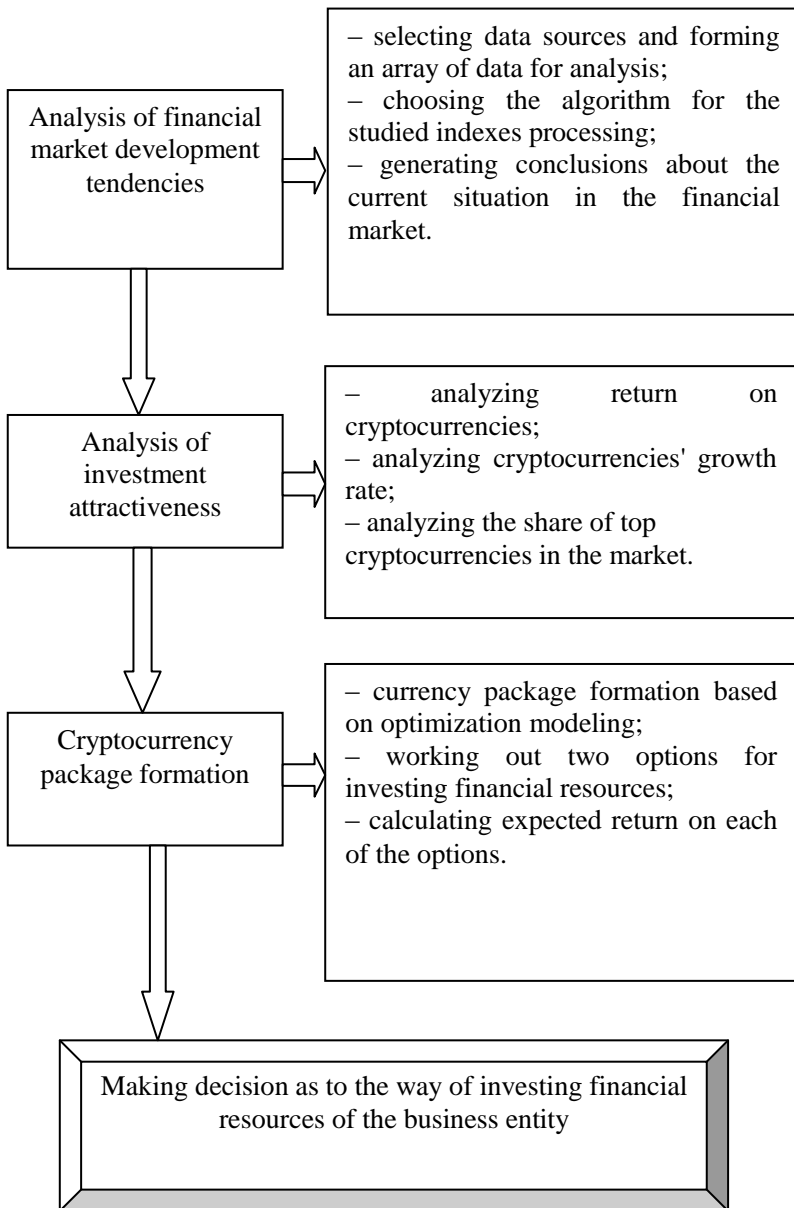 Analysis of financial
market development
tendencies
– selecting data sources and forming
an array of data for analysis;
– choosing the algorithm for the
studied indexes processing;
– generating conclusions about the
current situation in the financial
market.
Analysis of
investment
attractiveness
– analyzing return on
cryptocurrencies;
– analyzing cryptocurrencies' growth
rate;
– analyzing the share of top
cryptocurrencies in the market.
Cryptocurrency
package formation
– currency package formation based
on optimization modeling;
– working out two options for
investing financial resources;
– calculating expected return on each
of the options.
Making decision as to the way of investing financial
resources of the business entity